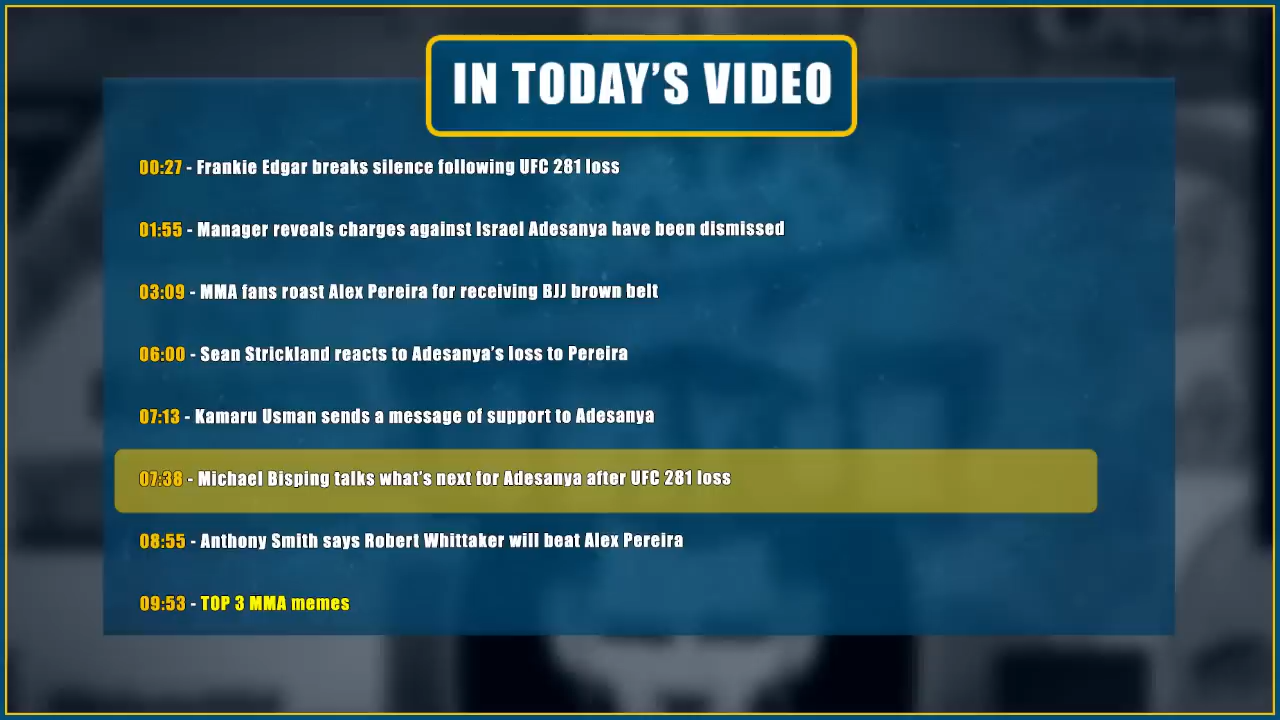 IN TODAY'S VIDEO
00:27 - Frankie Edgar breaks silence following UFC 281 loss
01:55 - Manager reveals charges against Israel Adesanya have been dismissed
03:09 - MMA fans roast Alex Pereira for receiving BJJ brown belt
06:00 - Sean Strickland reacts to Adesanya's loss to Pereira
07:13 - Kamaru Usman sends a message of support to Adesanya
07:38 - Michael Bisping talks what's next for Adesanya after UFC 281 loss
08:55 - Anthony Smith says Robert Whittaker will beat Alex Pereira
09:53 - TOP 3 MMA memes